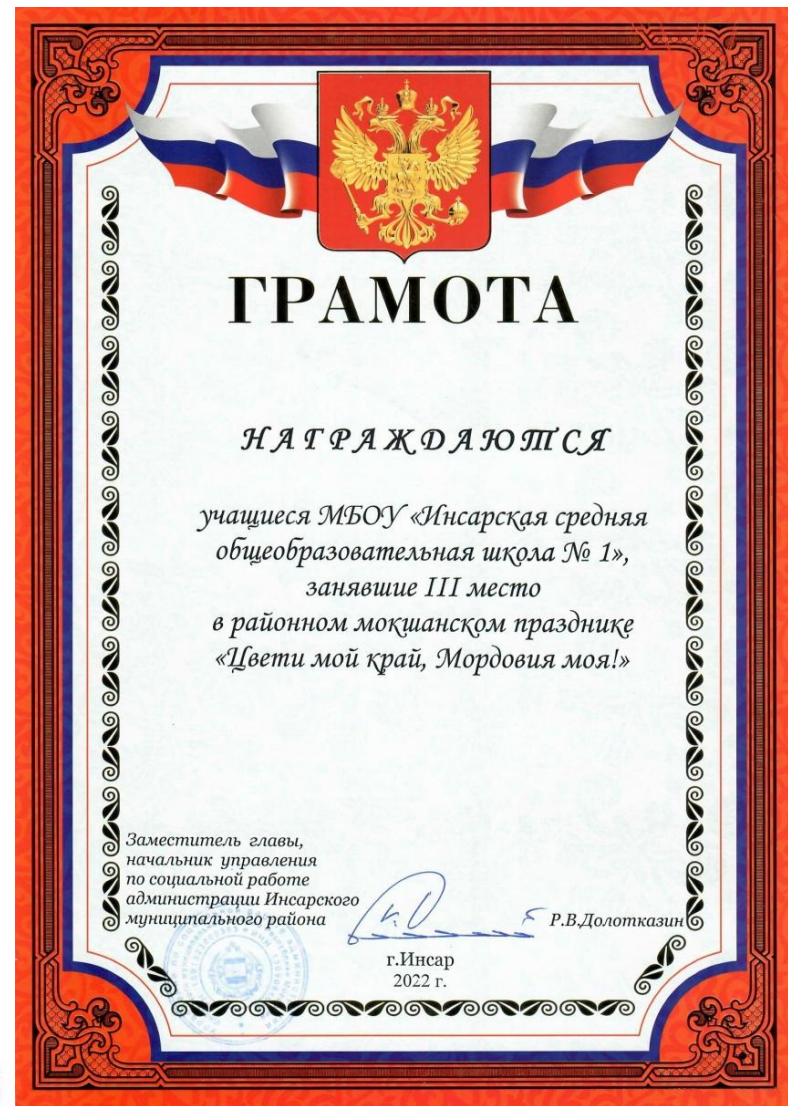 ГРАМОТА
НАГРАЖДАЮТСЯ
учащиеся МБОУ «Инсарская средняя
общеобразовательная школа № 1»,
занявшие III место
в районном мокшанском празднике
«Цвети мой край, Мордовия моя!»
Заместитель главы,
начальник управления
по социальной работе
администрации Инсарского
муниципального района
Р.В.Долотказин
г.Инсар
2022 г.